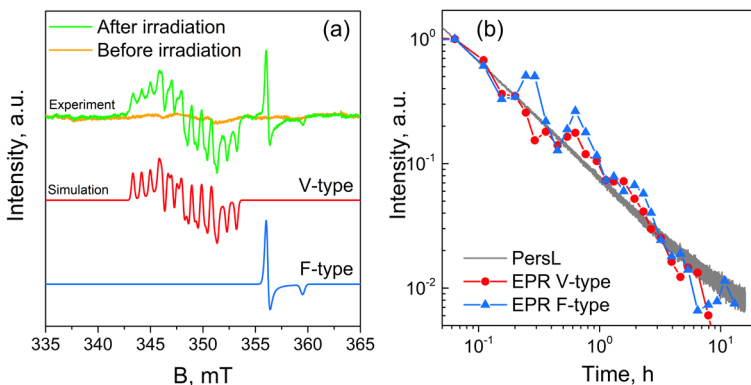 After irradiation
Before irradiation
(a)
Experiment
Simulation
V-type
F-type
Intensity, a.u.
335 340 345 350 355 360 365
B, mT
(b)
10⁰
10⁻¹
10⁻²
Intensity, a.u.
PersL
EPR V-type
EPR F-type
10⁻¹ 10⁰ 10¹
Time, h